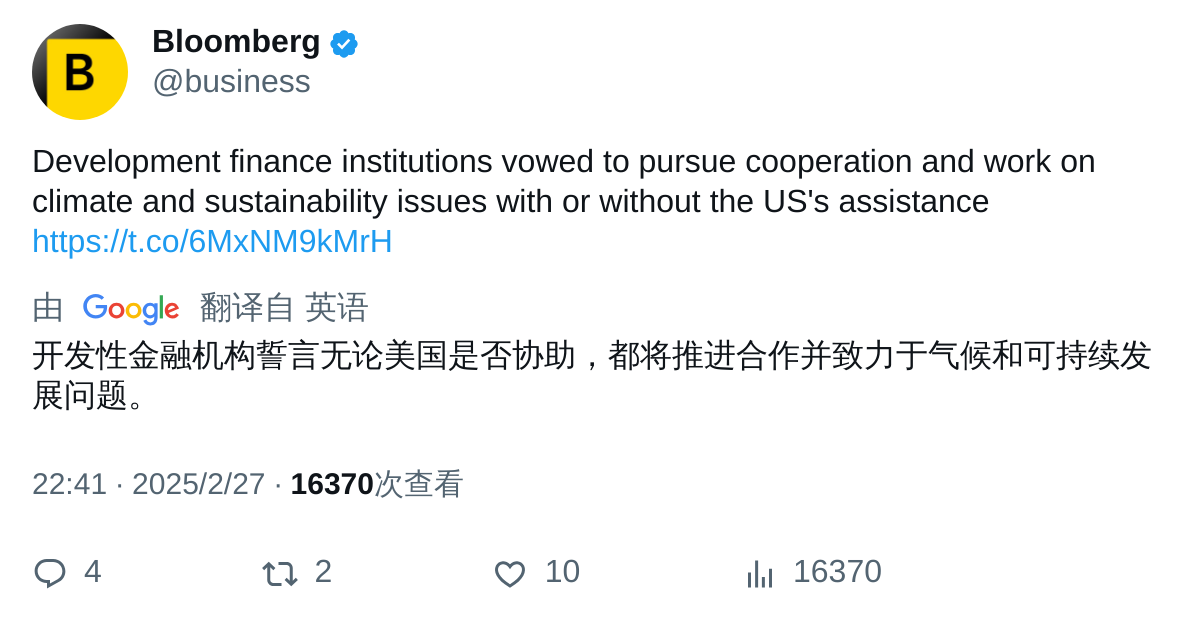 Bloomberg
@business
Development finance institutions vowed to pursue cooperation and work on
climate and sustainability issues with or without the US's assistance
https://t.co/6MxNM9kMrH
由 Google 翻译自 英语
开发性金融机构誓言无论美国是否协助，都将推进合作并致力于气候和可持续发
展问题。
22:41 · 2025/2/27 · 16370次查看
4 2 10 16370